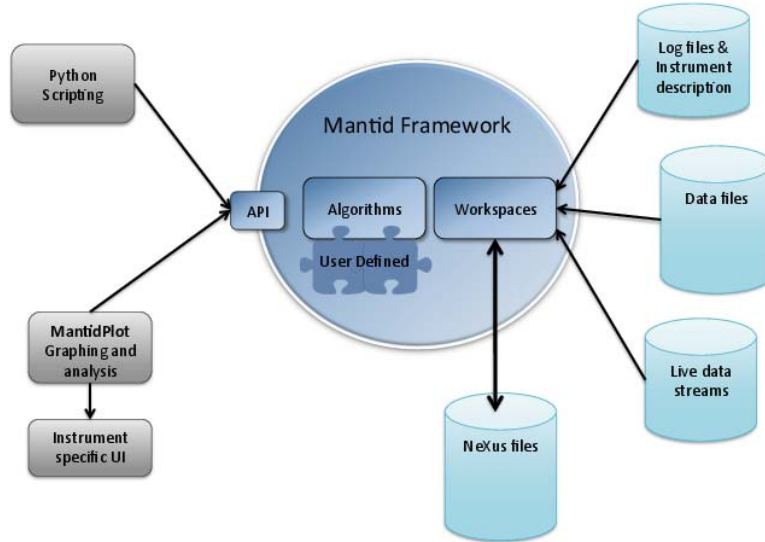 Python
Scripting
Mantid Framework
Log files &
Instrument
description
API
Algorithms
Workspaces
User Defined
Data files
MantidPlot
Graphing and
analysis
Instrument
specific UI
Live data
streams
NeXus files